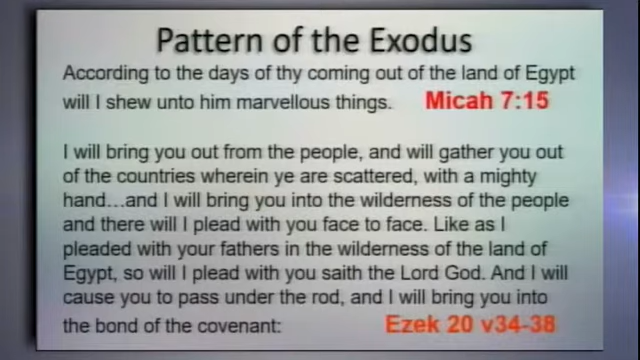 Pattern of the Exodus
According to the days of thy coming out of the land of Egypt
will I shew unto him marvellous things. Micah 7:15
I will bring you out from the people, and will gather you out
of the countries wherein ye are scattered, with a mighty
hand...and I will bring you into the wilderness of the people
and there will I plead with you face to face. Like as I
pleaded with your fathers in the wilderness of the land of
Egypt, so will I plead with you saith the Lord God. And I will
cause you to pass under the rod, and I will bring you into
the bond of the covenant: Ezek 20 v34-38